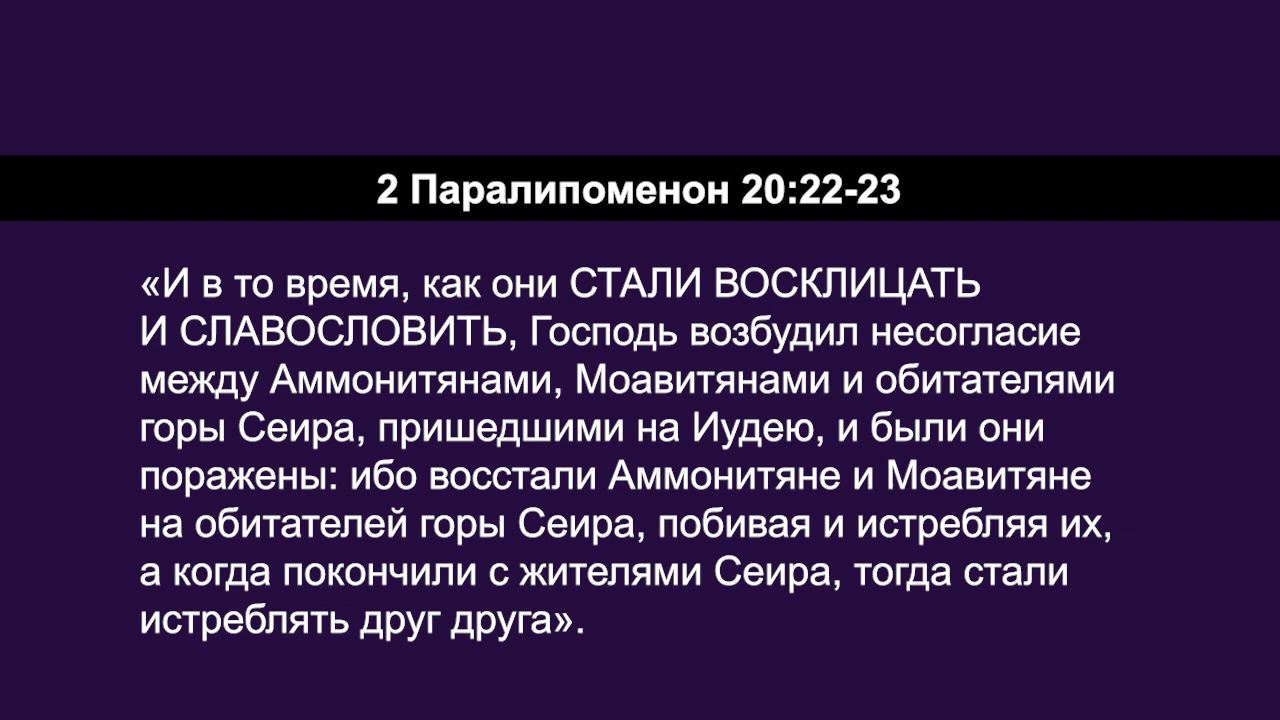 2 Паралипоменон 20:22-23
«И в то время, как они СТАЛИ ВОСКЛИЦАТЬ
И СЛАВОСЛОВИТЬ, Господь возбудил несогласие
между Аммонитянами, Моавитянами и обитателями
горы Сеира, пришедшими на Иудею, и были они
поражены: ибо восстали Аммонитяне и Моавитяне
на обитателей горы Сеира, побивая и истребляя их,
а когда покончили с жителями Сеира, тогда стали
истреблять друг друга».